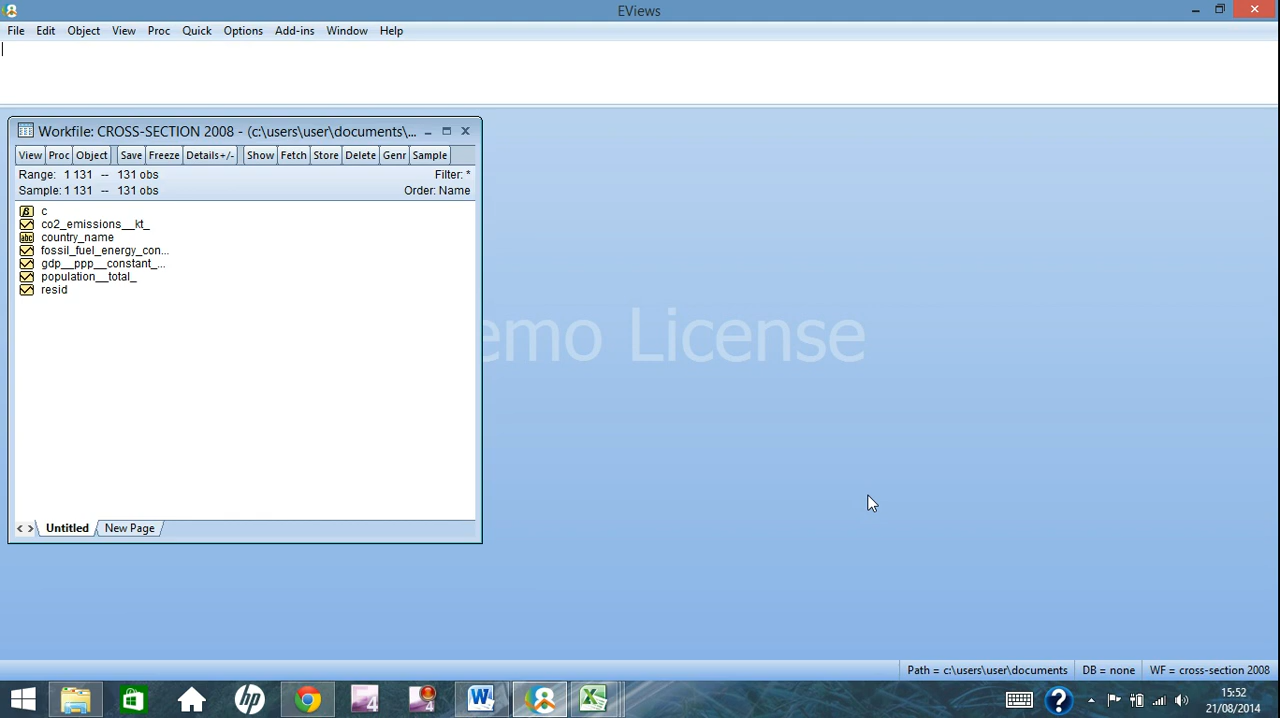 EViews
File Edit Object View Proc Quick Options Add-ins Window Help
Workfile: CROSS-SECTION 2008 - (c:\users\user\documents\...
View Proc Object Save Freeze Details+/- Show Fetch Store Delete Genr Sample
Range: 1 131 -- 131 obs Filter: *
Sample: 1 131 -- 131 obs Order: Name
c
co2_emissions__kt_
abc country_name
fossil_fuel_energy_con...
gdp__ppp__constant_...
population__total_
resid
emo License
< > Untitled New Page
Path = c:\users\user\documents DB = none WF = cross-section 2008
15:52
21/08/2014